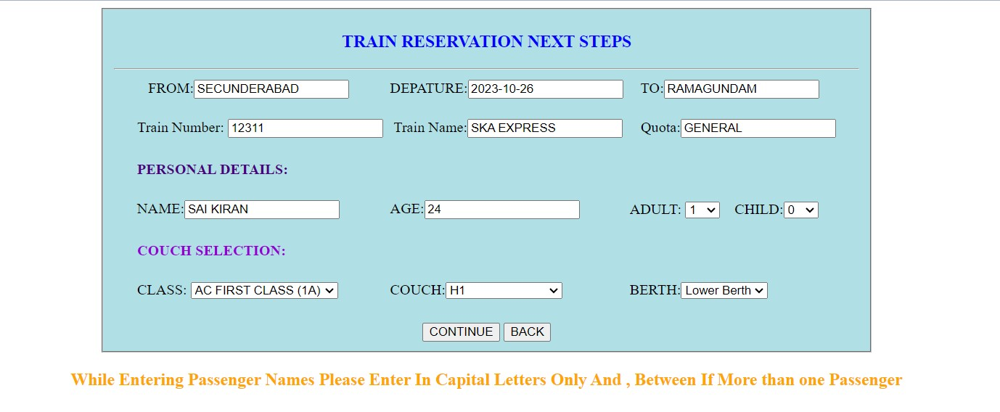 TRAIN RESERVATION NEXT STEPS
FROM: SECUNDERABAD DEPATURE: 2023-10-26 TO: RAMAGUNDAM
Train Number: 12311 Train Name: SKA EXPRESS Quota: GENERAL
PERSONAL DETAILS:
NAME: SAI KIRAN AGE: 24 ADULT: 1 CHILD: 0
COUCH SELECTION:
CLASS: AC FIRST CLASS (1A) COUCH: H1 BERTH: Lower Berth
CONTINUE BACK
While Entering Passenger Names Please Enter In Capital Letters Only And , Between If More than one Passenger